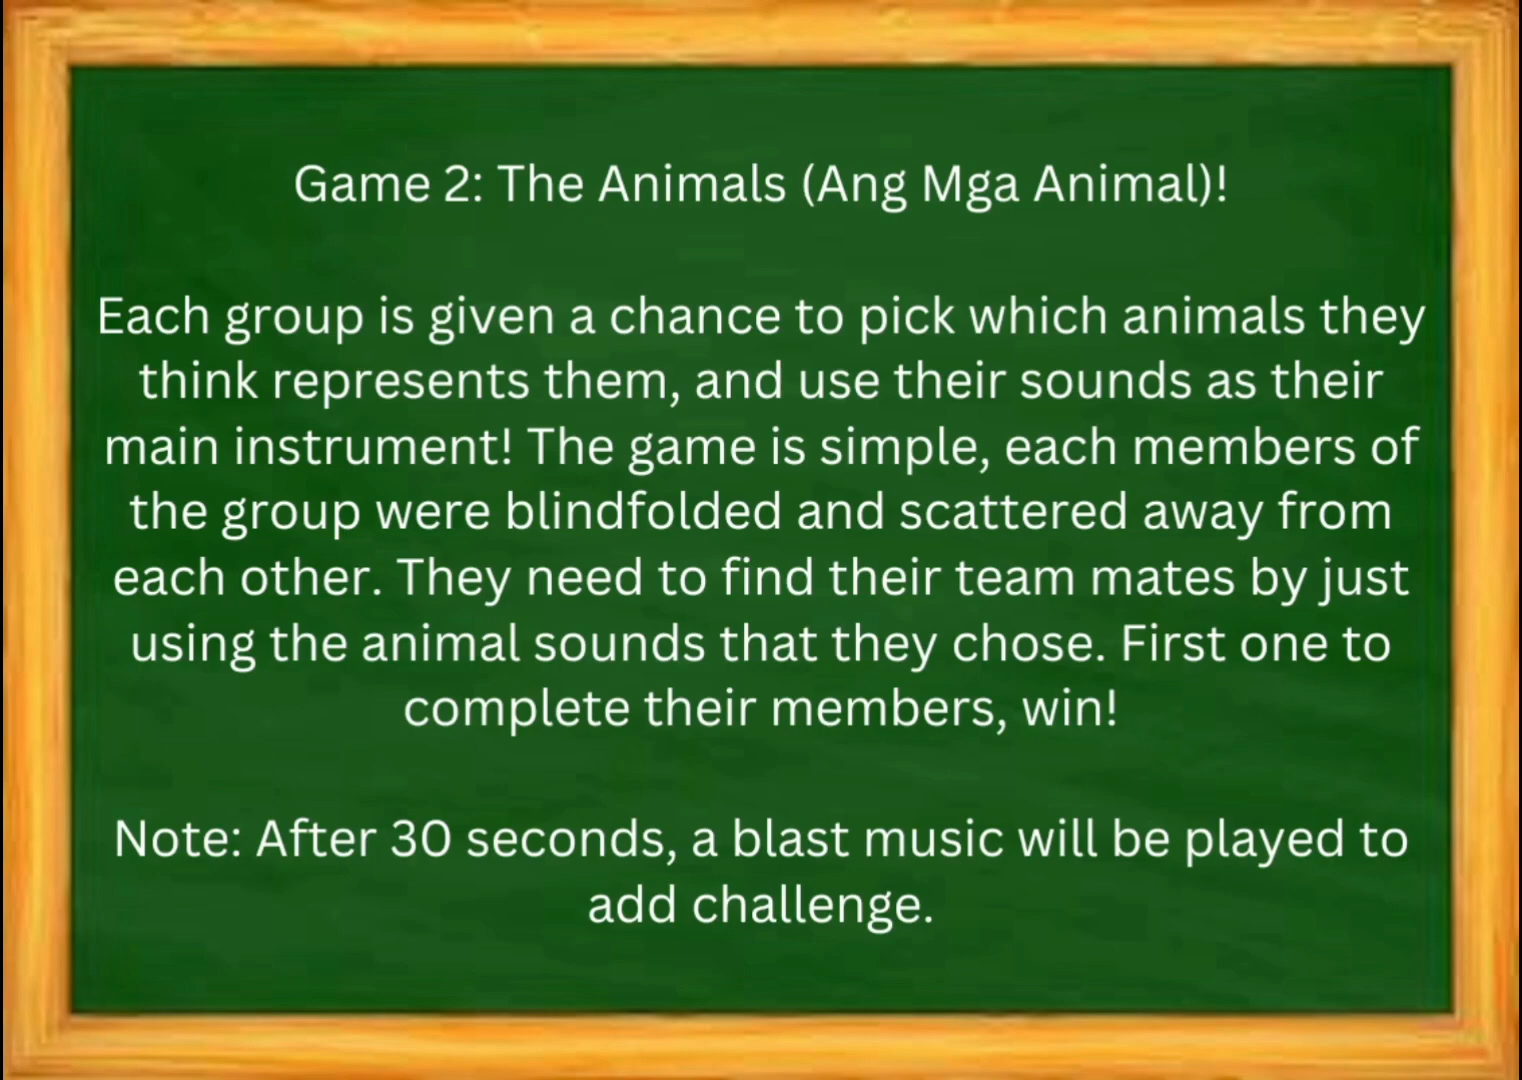 Game 2: The Animals (Ang Mga Animal)!
Each group is given a chance to pick which animals they
think represents them, and use their sounds as their
main instrument! The game is simple, each members of
the group were blindfolded and scattered away from
each other. They need to find their team mates by just
using the animal sounds that they chose. First one to
complete their members, win!
Note: After 30 seconds, a blast music will be played to
add challenge.